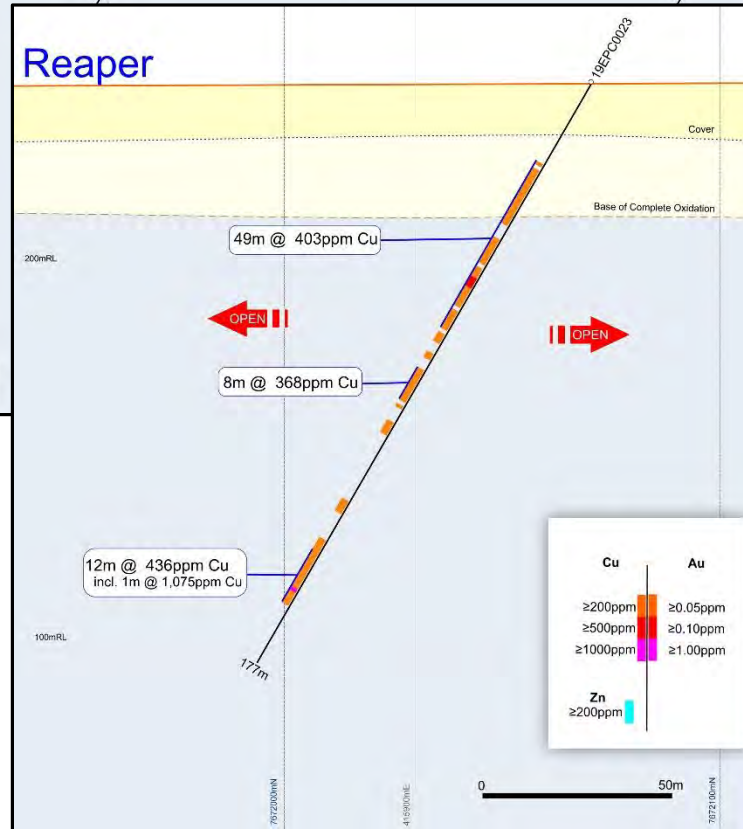 Reaper
19EPC0023
Cover
Base of Complete Oxidation
49m @ 403ppm Cu
200mRL
OPEN
OPEN
8m @ 368ppm Cu
12m @ 436ppm Cu
incl. 1m @ 1,075ppm Cu
100mRL
177m
Cu Au
≥200ppm ≥0.05ppm
≥500ppm ≥0.10ppm
≥1000ppm ≥1.00ppm
Zn
≥200ppm
0 50m
7672000mN
415900mE
7672100mN